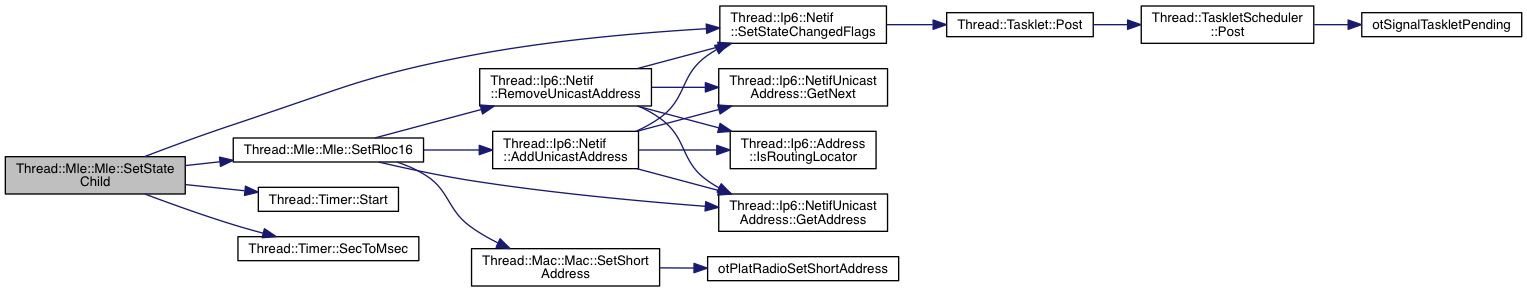 Thread::Mle::Mle::SetState
Child
Thread::Ip6::Netif
::SetStateChangedFlags
Thread::Tasklet::Post
Thread::TaskletScheduler
::Post
otSignalTaskletPending
Thread::Mle::Mle::SetRloc16
Thread::Ip6::Netif
::RemoveUnicastAddress
Thread::Ip6::NetifUnicast
Address::GetNext
Thread::Ip6::Netif
::AddUnicastAddress
Thread::Ip6::Address
::IsRoutingLocator
Thread::Ip6::NetifUnicast
Address::GetAddress
Thread::Timer::Start
Thread::Timer::SecToMsec
Thread::Mac::Mac::SetShort
Address
otPlatRadioSetShortAddress